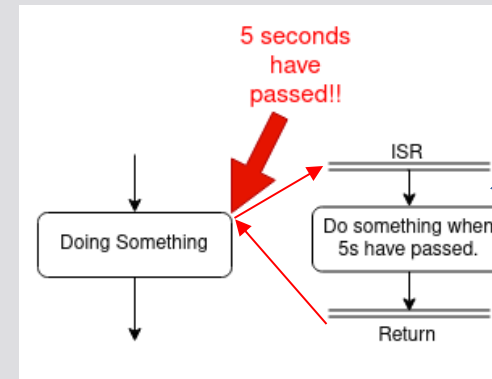 5 seconds
have
passed!!
ISR
Doing Something
Do something when
5s have passed.
Return